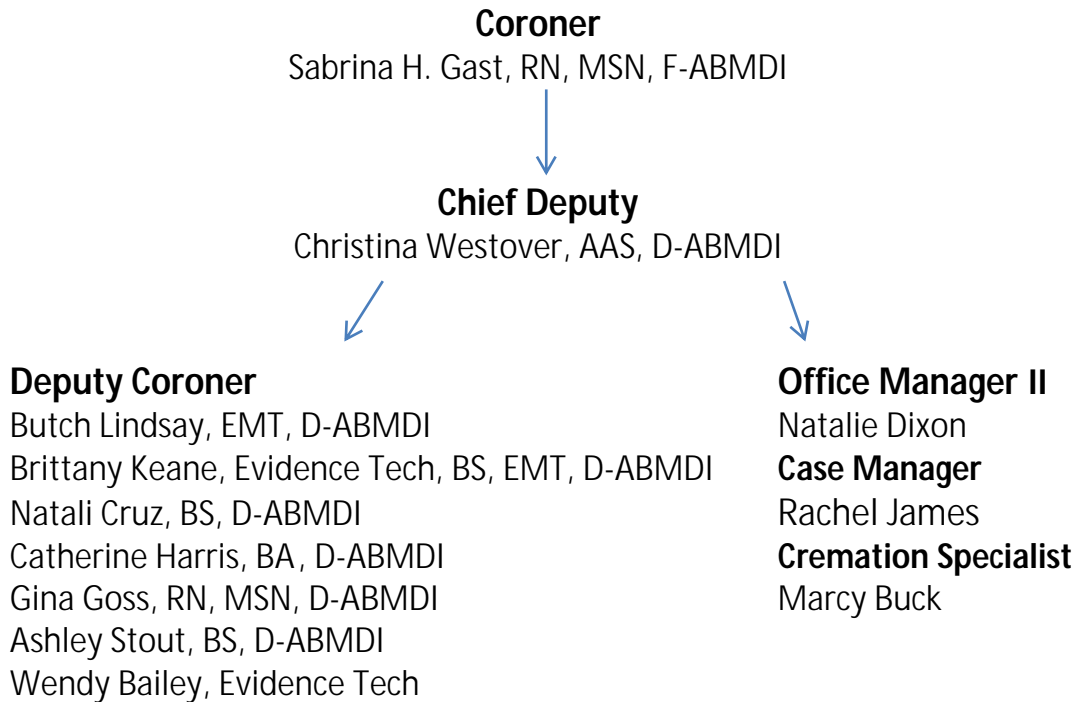 Coroner
Sabrina H. Gast, RN, MSN, F-ABMDI
Chief Deputy
Christina Westover, AAS, D-ABMDI
Deputy Coroner
Butch Lindsay, EMT, D-ABMDI
Brittany Keane, Evidence Tech, BS, EMT, D-ABMDI
Natali Cruz, BS, D-ABMDI
Catherine Harris, BA, D-ABMDI
Gina Goss, RN, MSN, D-ABMDI
Ashley Stout, BS, D-ABMDI
Wendy Bailey, Evidence Tech
Office Manager II
Natalie Dixon
Case Manager
Rachel James
Cremation Specialist
Marcy Buck